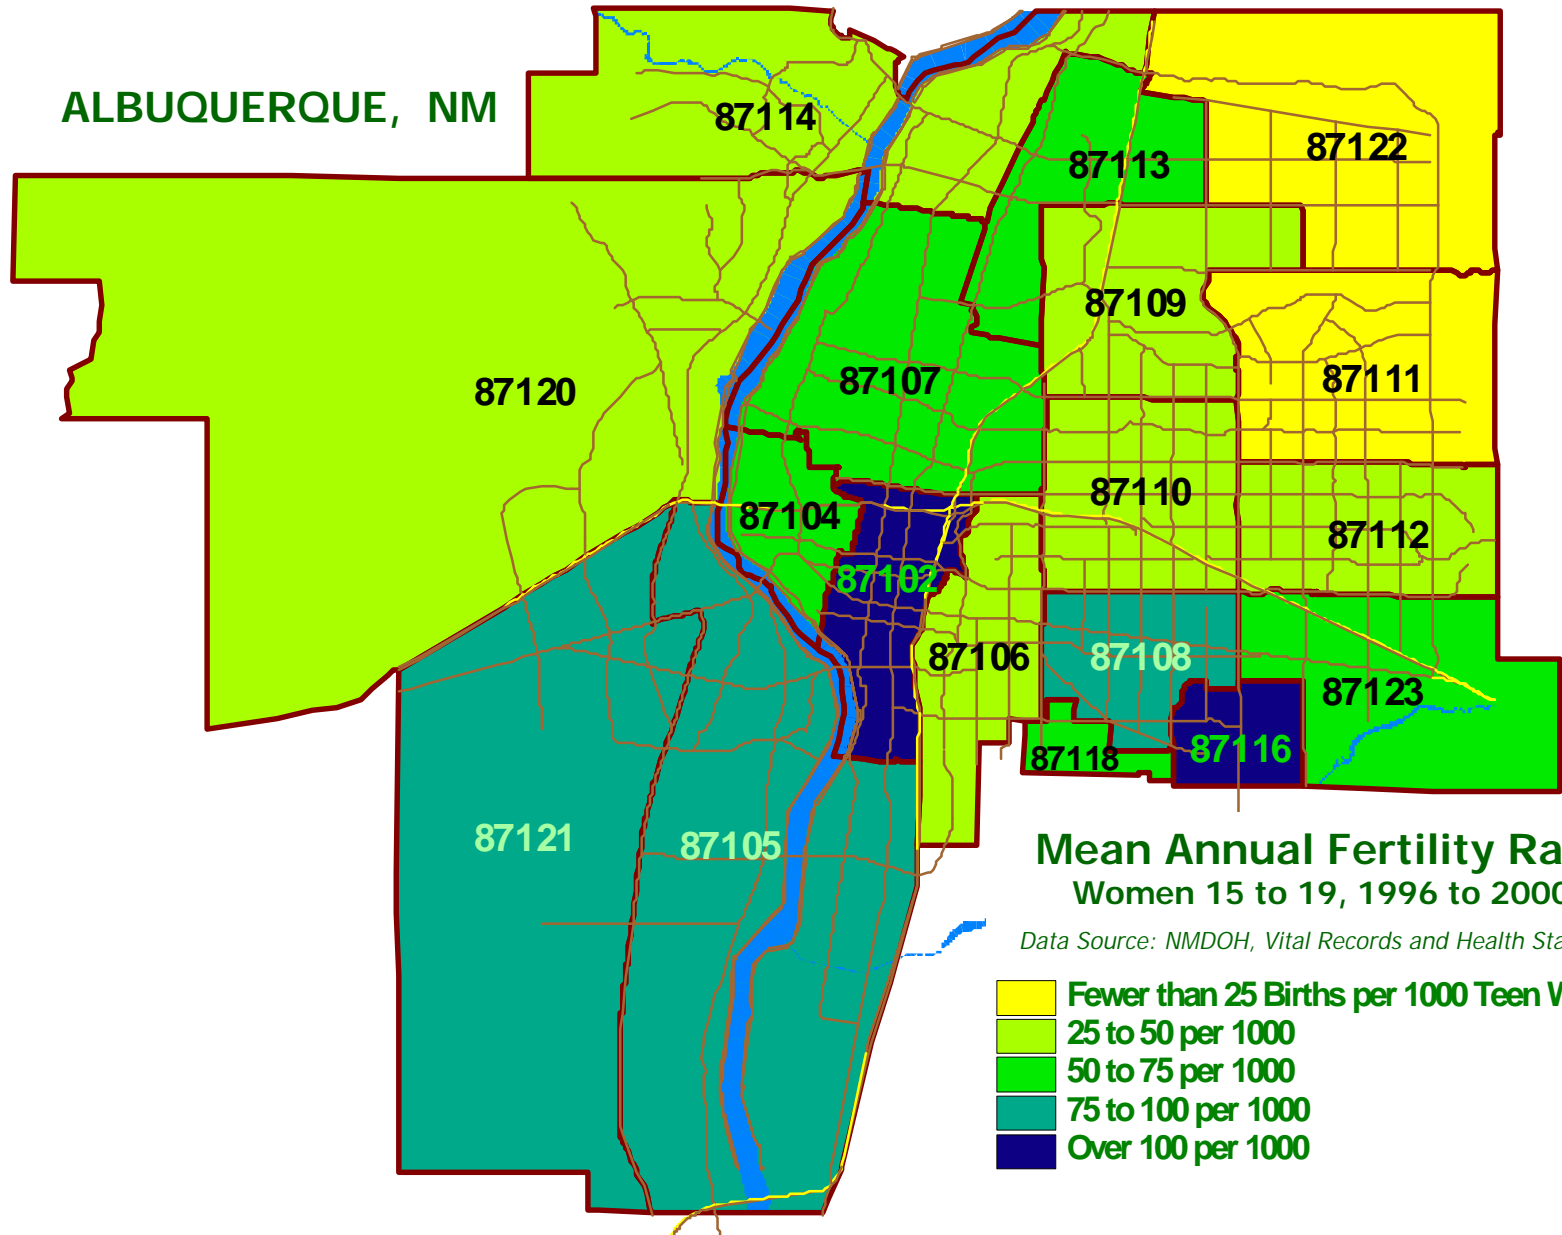 ALBUQUERQUE, NM
87114
87122
87113
87109
87120
87107
87111
87110
87104
87112
87102
87106
87108
87123
87118
87116
87121
87105
Mean Annual Fertility Ra
Women 15 to 19, 1996 to 2000
Data Source: NMDOH, Vital Records and Health Sta
Fewer than 25 Births per 1000 Teen W
25 to 50 per 1000
50 to 75 per 1000
75 to 100 per 1000
Over 100 per 1000